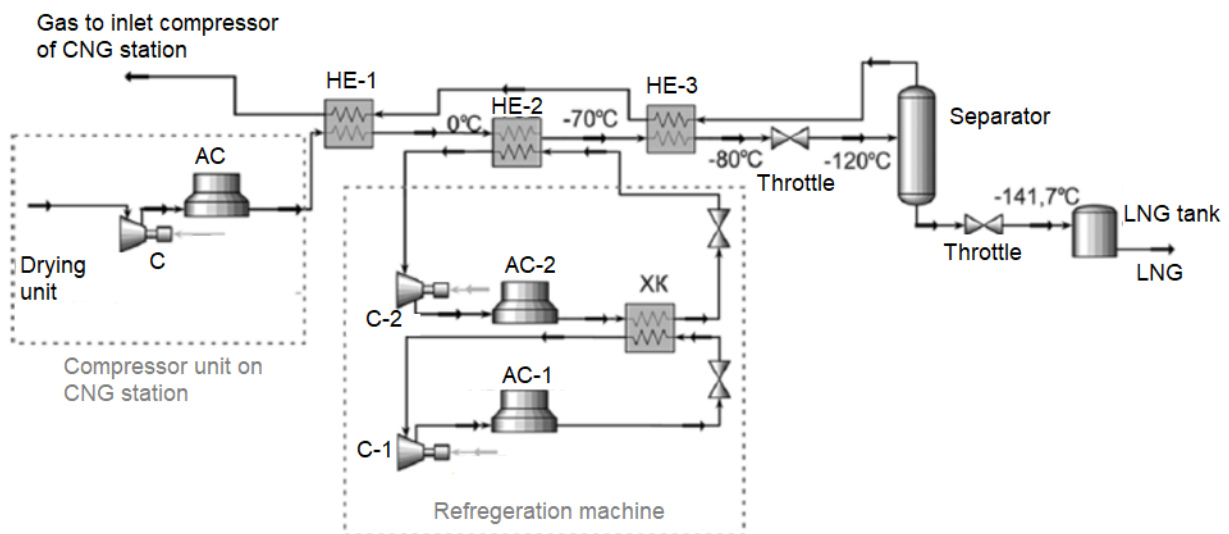 Gas to inlet compressor
of CNG station
HE-1
HE-2
HE-3
0ºC
-70ºC
-80ºC
Throttle
-120ºC
Separator
-141,7ºC
Throttle
LNG tank
LNG
AC
C
Drying
unit
Compressor unit on
CNG station
C-2
AC-2
ХК
AC-1
C-1
Refregeration machine